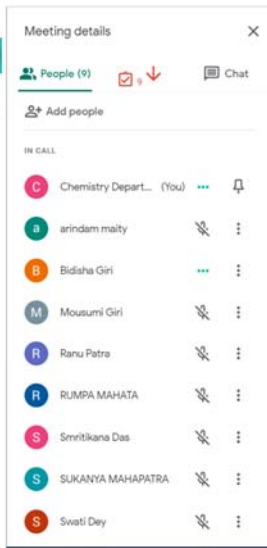 Meeting details
People (9) 9 Chat
Add people
IN CALL
C Chemistry Depart... (You)
a arindam maity
B Bidisha Giri
M Mousumi Giri
R Ranu Patra
R RUMPA MAHATA
S Smritikana Das
S SUKANYA MAHAPATRA
S Swati Dey